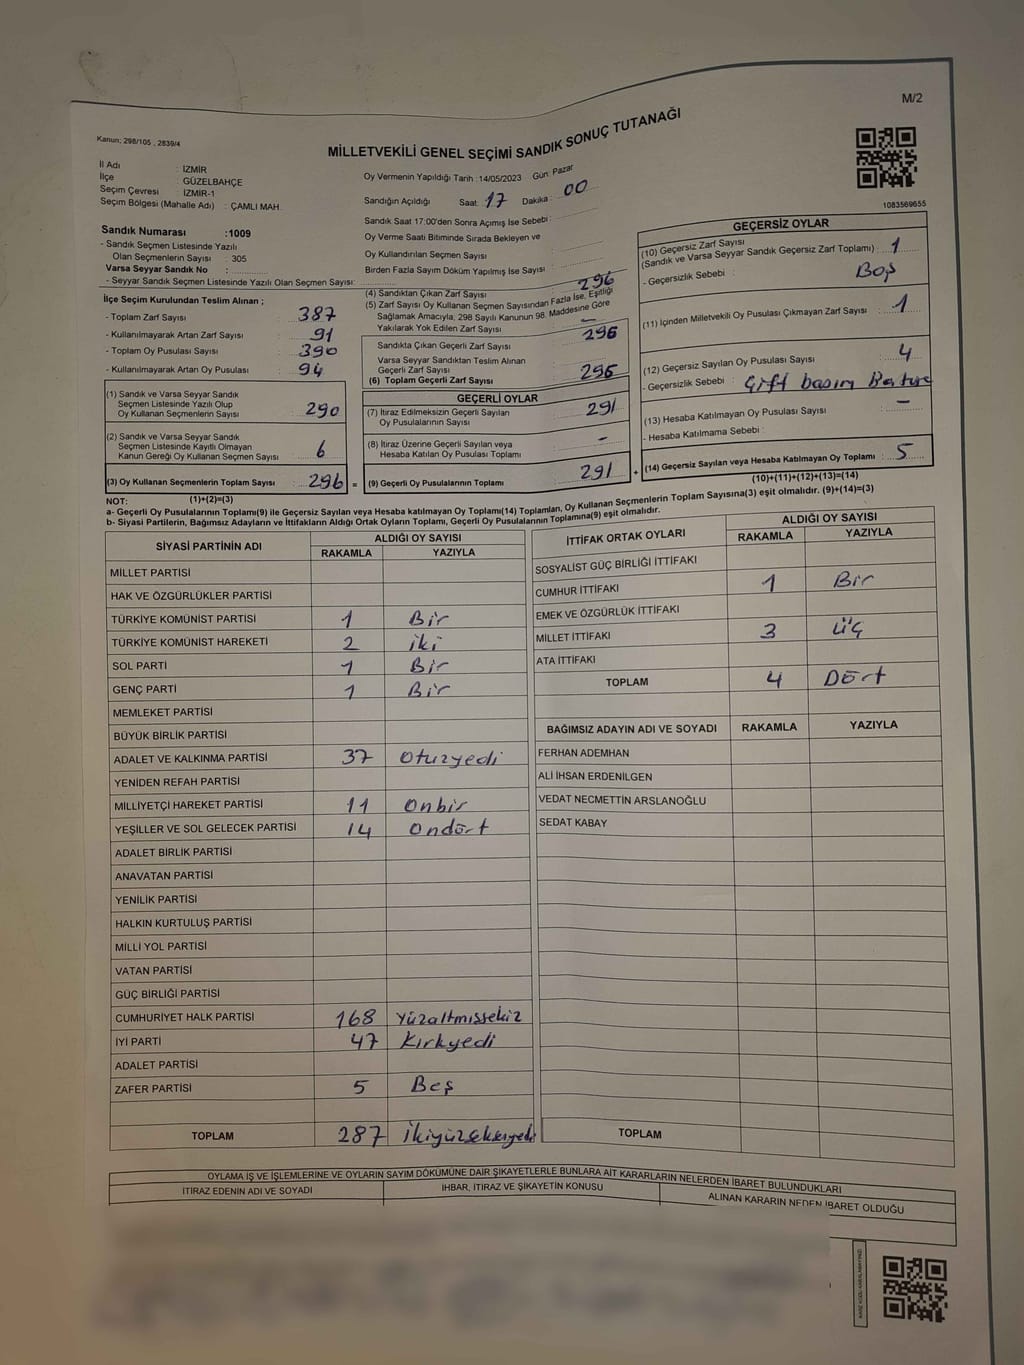 M/2
Kanun; 298/105 , 2839/4
MİLLETVEKİLİ GENEL SEÇİMİ SANDIK SONUÇ TUTANAĞI
İl Adı : İZMİR
İlçe : GÜZELBAHÇE
Seçim Çevresi : İZMİR-1
Seçim Bölgesi (Mahalle Adı) : ÇAMLI MAH.
Sandık Numarası :1009
- Sandık Seçmen Listesinde Yazılı
Olan Seçmenlerin Sayısı : 305
Varsa Seyyar Sandık No :
- Seyyar Sandık Seçmen Listesinde Yazılı Olan Seçmen Sayısı:
Oy Vermenin Yapıldığı Tarih :14/05/2023 Gün: Pazar
Sandığın Açıldığı Saat: 17 Dakika : 00
Sandık Saat 17:00'den Sonra Açımış İse Sebebi :
Oy Verme Saati Bitiminde Sırada Bekleyen ve
Oy Kullandırılan Seçmen Sayısı
Birden Fazla Sayım Döküm Yapılmış İse Sayısı :
1083569655
GEÇERSİZ OYLAR
(10) Geçersiz Zarf Sayısı
(Sandık ve Varsa Seyyar Sandık Geçersiz Zarf Toplamı) : 1
- Geçersizlik Sebebi : Boş
(11) İçinden Milletvekili Oy Pusulası Çıkmayan Zarf Sayısı : 1
(12) Geçersiz Sayılan Oy Pusulası Sayısı : 4
- Geçersizlik Sebebi : Çift basım
(13) Hesaba Katılmayan Oy Pusulası Sayısı : –
- Hesaba Katılmama Sebebi :
(14) Geçersiz Sayılan veya Hesaba Katılmayan Oy Toplamı : 5
(10)+(11)+(12)+(13)=(14)
İlçe Seçim Kurulundan Teslim Alınan ;
- Toplam Zarf Sayısı : 387
- Kullanılmayarak Artan Zarf Sayısı : 91
- Toplam Oy Pusulası Sayısı : 390
- Kullanılmayarak Artan Oy Pusulası : 94
(1) Sandık ve Varsa Seyyar Sandık
Seçmen Listesinde Yazılı Olup
Oy Kullanan Seçmenlerin Sayısı : 290
(2) Sandık ve Varsa Seyyar Sandık
Seçmen Listesinde Kayıtlı Olmayan
Kanun Gereği Oy Kullanan Seçmen Sayısı : 6
(3) Oy Kullanan Seçmenlerin Toplam Sayısı : 296 =
(4) Sandıktan Çıkan Zarf Sayısı : 296
(5) Zarf Sayısı Oy Kullanan Seçmen Sayısından Fazla İse, Eşitliği
Sağlamak Amacıyla, 298 Sayılı Kanunun 98. Maddesine Göre
Yakılarak Yok Edilen Zarf Sayısı : –
Sandıkta Çıkan Geçerli Zarf Sayısı : 295
Varsa Seyyar Sandıktan Teslim Alınan
Geçerli Zarf Sayısı
(6) Toplam Geçerli Zarf Sayısı : 295
GEÇERLİ OYLAR
(7) İtiraz Edilmeksizin Geçerli Sayılan
Oy Pusulalarının Sayısı : 291
(8) İtiraz Üzerine Geçerli Sayılan veya
Hesaba Katılan Oy Pusulası Toplamı : –
(9) Geçerli Oy Pusulalarının Toplamı : 291 +
NOT: (1)+(2)=(3)
a- Geçerli Oy Pusulalarının Toplamı(9) ile Geçersiz Sayılan veya Hesaba katılmayan Oy Toplamı(14) Toplamları, Oy Kullanan Seçmenlerin Toplam Sayısına(3) eşit olmalıdır. (9)+(14)=(3)
b- Siyasi Partilerin, Bağımsız Adayların ve İttifakların Aldığı Ortak Oyların Toplamı, Geçerli Oy Pusulalarının Toplamına(9) eşit olmalıdır.
SİYASİ PARTİNİN ADI ALDIĞI OY SAYISI
RAKAMLA YAZIYLA
MİLLET PARTİSİ
HAK VE ÖZGÜRLÜKLER PARTİSİ
TÜRKİYE KOMÜNİST PARTİSİ 1 Bir
TÜRKİYE KOMÜNİST HAREKETİ 2 iki
SOL PARTİ 1 Bir
GENÇ PARTİ 1 Bir
MEMLEKET PARTİSİ
BÜYÜK BİRLİK PARTİSİ
ADALET VE KALKINMA PARTİSİ 37 Otuzyedi
YENİDEN REFAH PARTİSİ
MİLLİYETÇİ HAREKET PARTİSİ 11 Onbir
YEŞİLLER VE SOL GELECEK PARTİSİ 14 Ondört
ADALET BİRLİK PARTİSİ
ANAVATAN PARTİSİ
YENİLİK PARTİSİ
HALKIN KURTULUŞ PARTİSİ
MİLLİ YOL PARTİSİ
VATAN PARTİSİ
GÜÇ BİRLİĞİ PARTİSİ
CUMHURİYET HALK PARTİSİ 168 Yüzaltmışsekiz
İYİ PARTİ 47 Kırkyedi
ADALET PARTİSİ
ZAFER PARTİSİ 5 Beş
TOPLAM 287 İkiyüzseksenyedi
İTTİFAK ORTAK OYLARI ALDIĞI OY SAYISI
RAKAMLA YAZIYLA
SOSYALİST GÜÇ BİRLİĞİ İTTİFAKI
CUMHUR İTTİFAKI 1 Bir
EMEK VE ÖZGÜRLÜK İTTİFAKI
MİLLET İTTİFAKI 3 Üç
ATA İTTİFAKI
TOPLAM 4 Dört
BAĞIMSIZ ADAYIN ADI VE SOYADI RAKAMLA YAZIYLA
FERHAN ADEMHAN
ALİ İHSAN ERDENİLGEN
VEDAT NECMETTİN ARSLANOĞLU
SEDAT KABAY
TOPLAM
OYLAMA İŞ VE İŞLEMLERİNE VE OYLARIN SAYIM DÖKÜMÜNE DAİR ŞİKAYETLERLE BUNLARA AİT KARARLARIN NELERDEN İBARET BULUNDUKLARI
İTİRAZ EDENİN ADI VE SOYADI
İHBAR, İTİRAZ VE ŞİKAYETİN KONUSU
ALINAN KARARIN NEDEN İBARET OLDUĞU